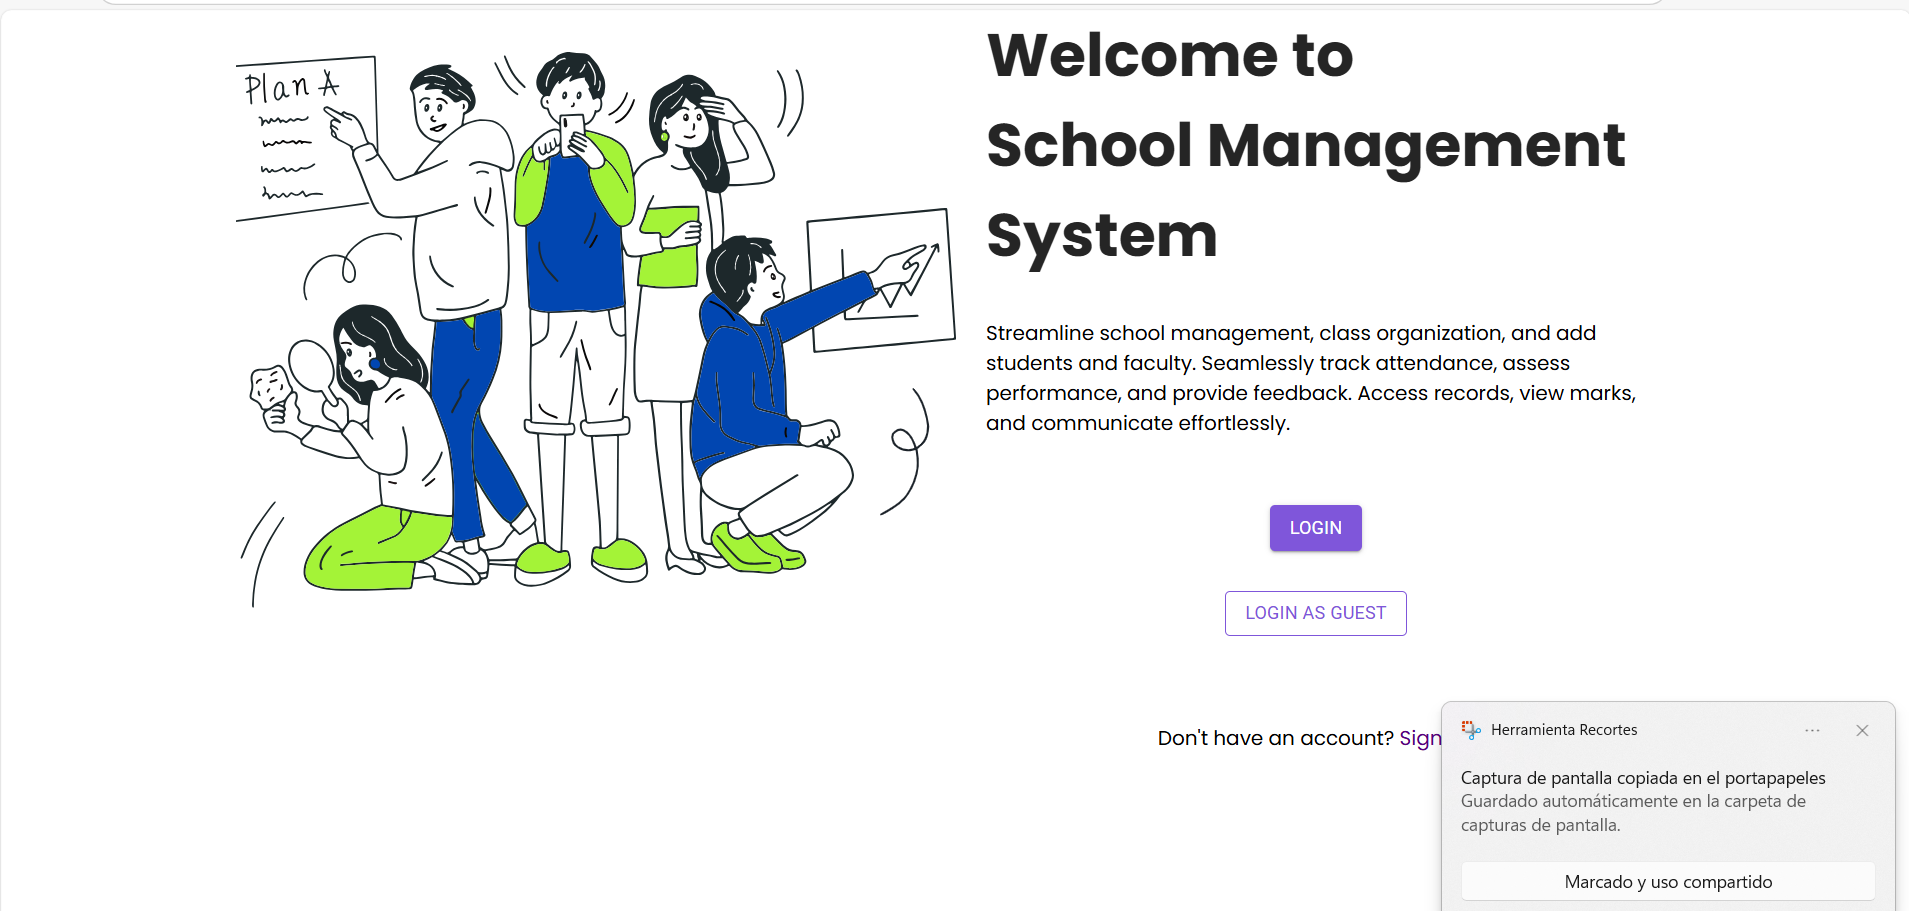 Plan A
Welcome to
School Management
System
Streamline school management, class organization, and add
students and faculty. Seamlessly track attendance, assess
performance, and provide feedback. Access records, view marks,
and communicate effortlessly.
LOGIN
LOGIN AS GUEST
Don't have an account? Sign
Herramienta Recortes
Captura de pantalla copiada en el portapapeles
Guardado automáticamente en la carpeta de
capturas de pantalla.
Marcado y uso compartido